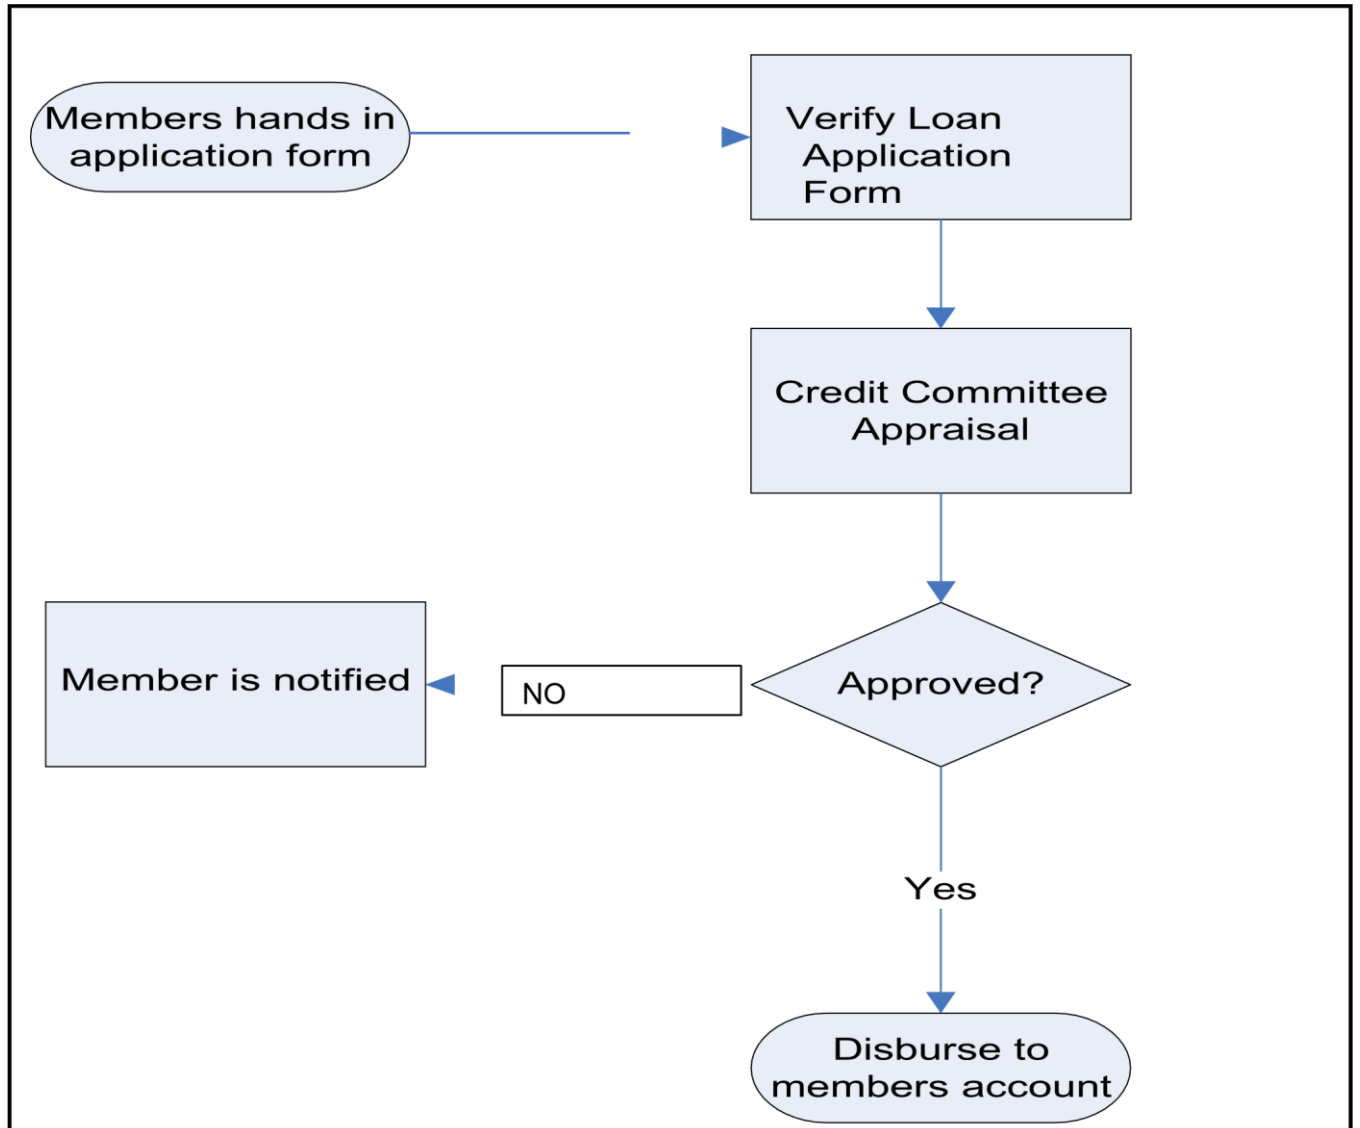 Members hands in
application form
Verify Loan
Application
Form
Credit Committee
Appraisal
Approved?
NO
Member is notified
Yes
Disburse to
members account